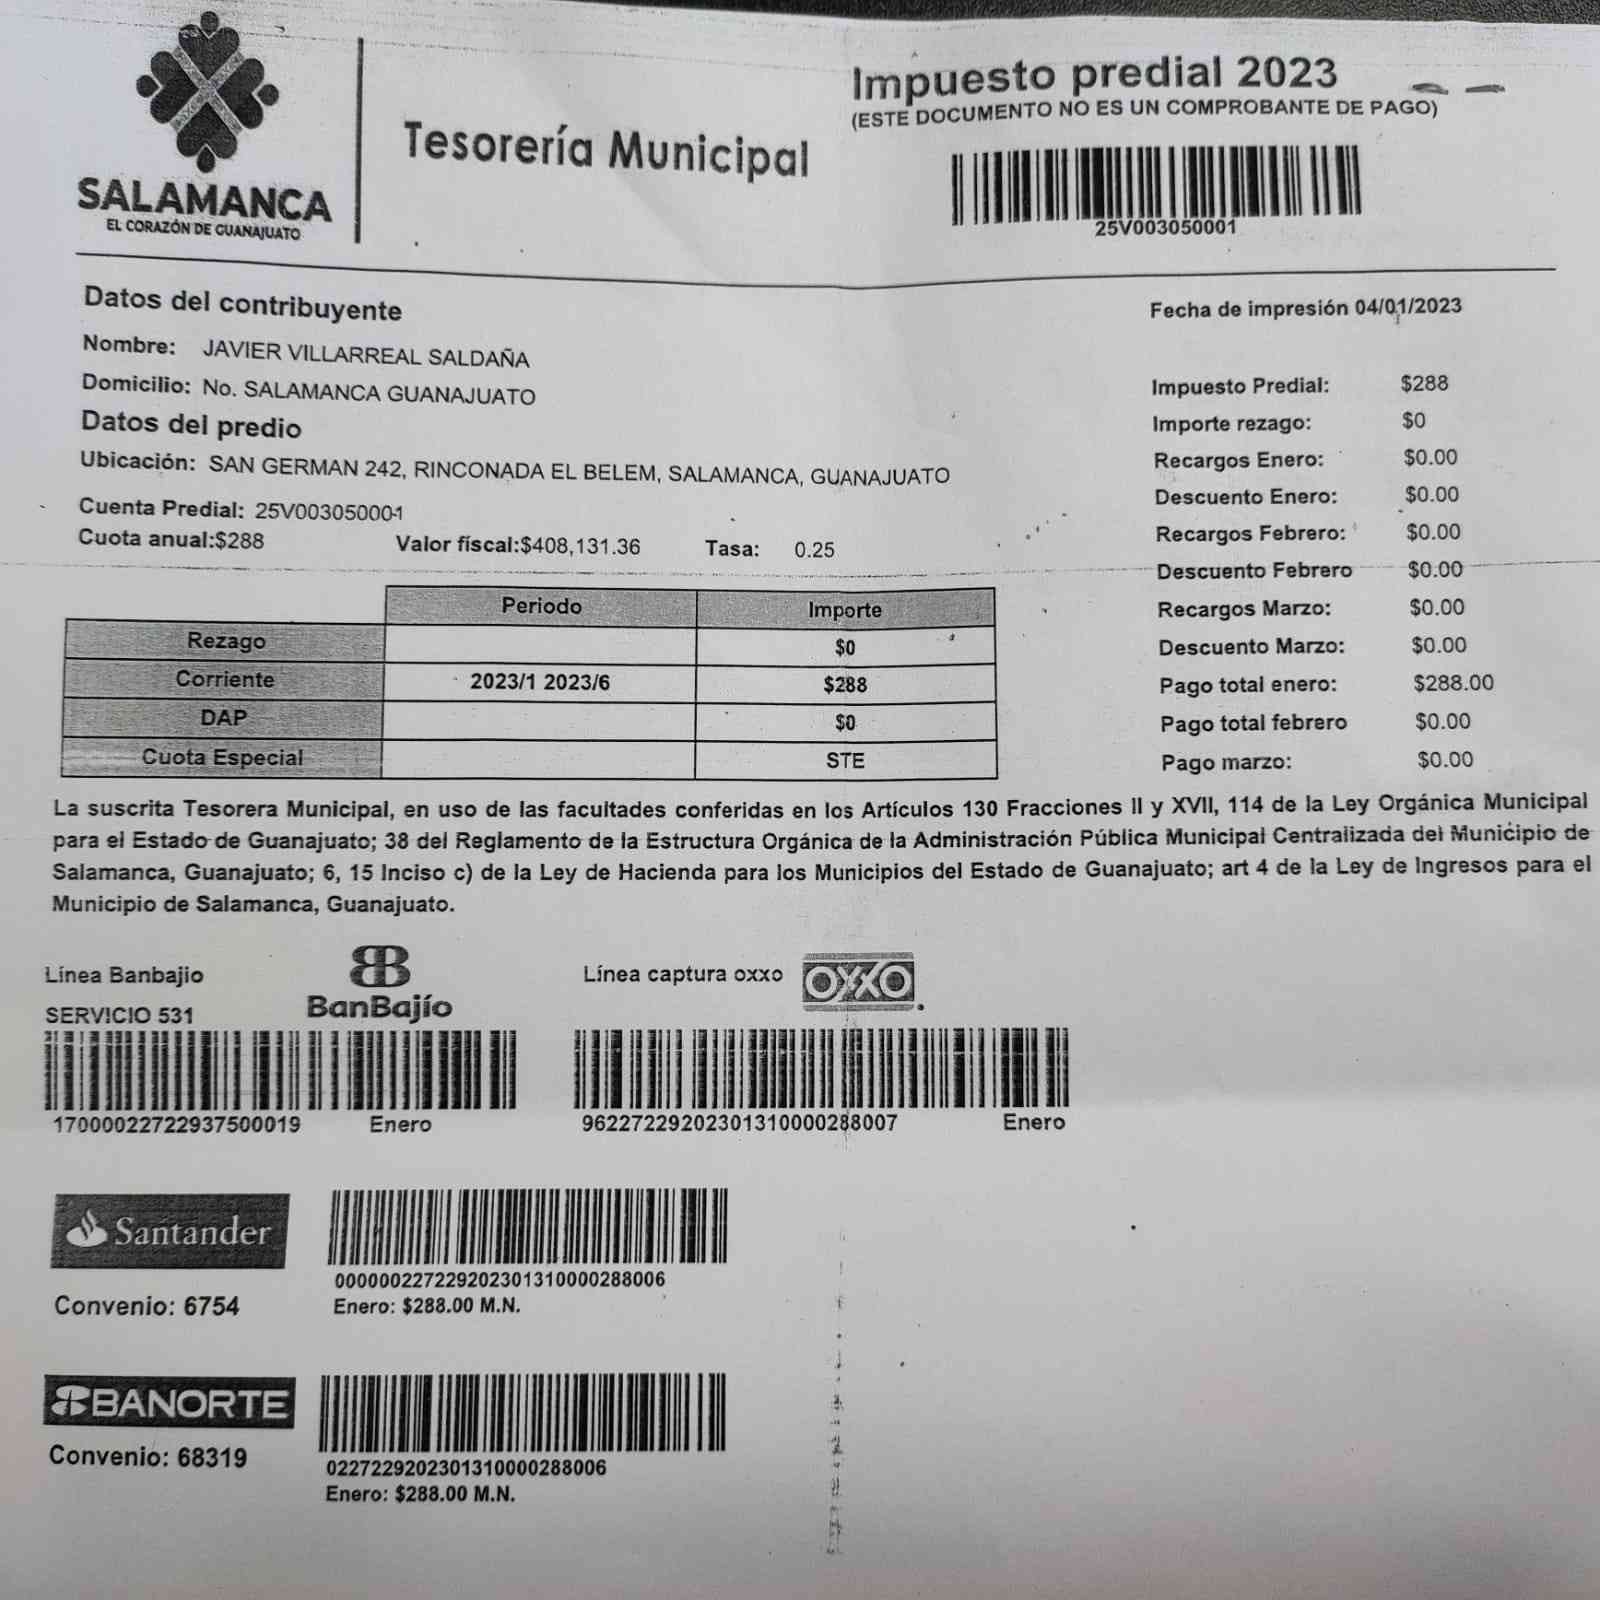 Impuesto predial 2023
(ESTE DOCUMENTO NO ES UN COMPROBANTE DE PAGO)
Tesorería Municipal
SALAMANCA
EL CORAZÓN DE GUANAJUATO
25V003050001
Datos del contribuyente
Fecha de impresión 04/01/2023
Nombre: JAVIER VILLARREAL SALDAÑA
Domicilio: No. SALAMANCA GUANAJUATO
Datos del predio
Ubicación: SAN GERMAN 242, RINCONADA EL BELEM, SALAMANCA, GUANAJUATO
Cuenta Predial: 25V003050001
Cuota anual:$288 Valor fiscal:$408,131.36 Tasa: 0.25
Impuesto Predial: $288
Importe rezago: $0
Recargos Enero: $0.00
Descuento Enero: $0.00
Recargos Febrero: $0.00
Descuento Febrero $0.00
Recargos Marzo: $0.00
Descuento Marzo: $0.00
Pago total enero: $288.00
Pago total febrero $0.00
Pago marzo: $0.00
Periodo Importe
Rezago $0
Corriente 2023/1 2023/6 $288
DAP $0
Cuota Especial STE
La suscrita Tesorera Municipal, en uso de las facultades conferidas en los Artículos 130 Fracciones II y XVII, 114 de la Ley Orgánica Municipal
para el Estado de Guanajuato; 38 del Reglamento de la Estructura Orgánica de la Administración Pública Municipal Centralizada del Municipio de
Salamanca, Guanajuato; 6, 15 Inciso c) de la Ley de Hacienda para los Municipios del Estado de Guanajuato; art 4 de la Ley de Ingresos para el
Municipio de Salamanca, Guanajuato.
Línea Banbajio
SERVICIO 531
BanBajío
17000022722937500019 Enero
Línea captura oxxo OXXO
96227229202301310000288007 Enero
Santander
Convenio: 6754
000000227229202301310000288006
Enero: $288.00 M.N.
BANORTE
Convenio: 68319
0227229202301310000288006
Enero: $288.00 M.N.